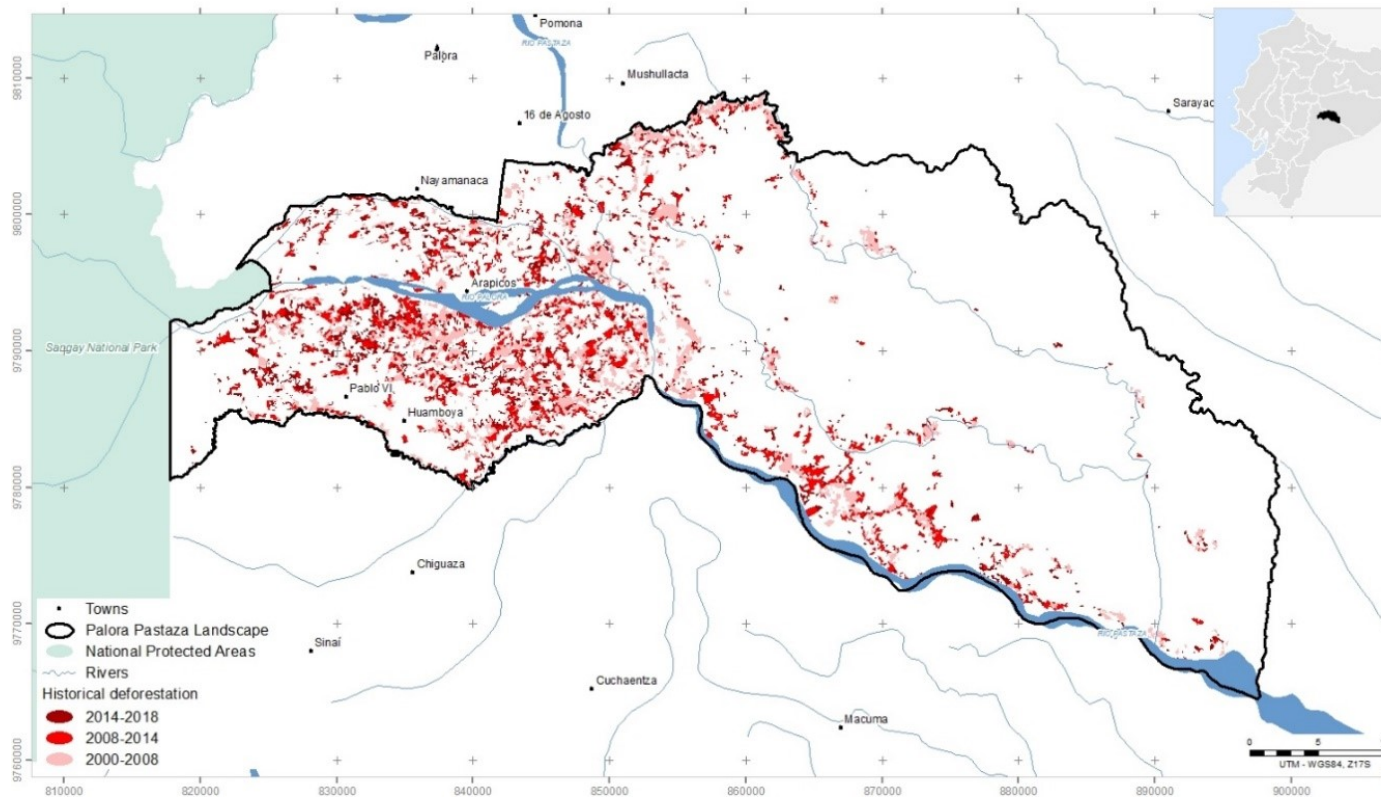 Pomona
RIO PASTAZA
Palora
Mushullacta
9810000
Sarayac
16 de Agosto
Nayamanaca
9800000
Arapicos
RIO PALORA
Sangay National Park
9790000
Pablo VI
Huamboya
9780000
Chiguaza
Towns
Palora Pastaza Landscape
9770000
RIO PASTAZA
Sinaí
National Protected Areas
Rivers
Cuchaentza
Historical deforestation
2014-2018
Macuma
2008-2014
0 5
2000-2008
UTM - WGS84, Z17S
9760000
810000 820000 830000 840000 850000 860000 870000 880000 890000 900000